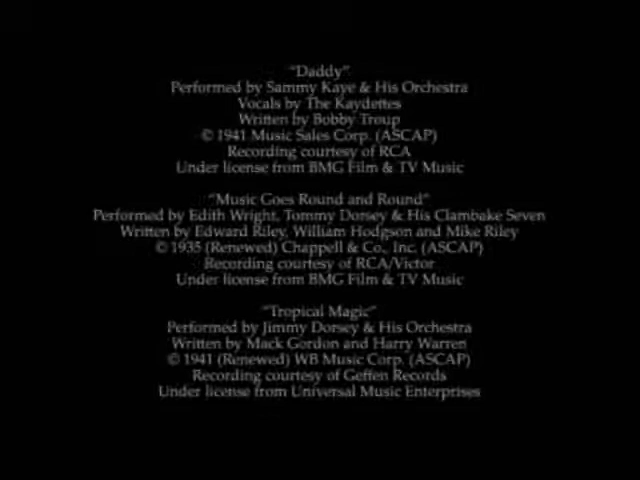 "Daddy"
Performed by Sammy Kaye & His Orchestra
Vocals by The Kaydettes
Written by Bobby Troup
© 1941 Music Sales Corp. (ASCAP)
Recording courtesy of RCA
Under license from BMG Film & TV Music
"Music Goes Round and Round"
Performed by Edith Wright, Tommy Dorsey & His Clambake Seven
Written by Edward Riley, William Hodgson and Mike Riley
© 1935 (Renewed) Chappell & Co., Inc. (ASCAP)
Recording courtesy of RCA/Victor
Under license from BMG Film & TV Music
"Tropical Magic"
Performed by Jimmy Dorsey & His Orchestra
Written by Mack Gordon and Harry Warren
© 1941 (Renewed) WB Music Corp. (ASCAP)
Recording courtesy of Geffen Records
Under license from Universal Music Enterprises